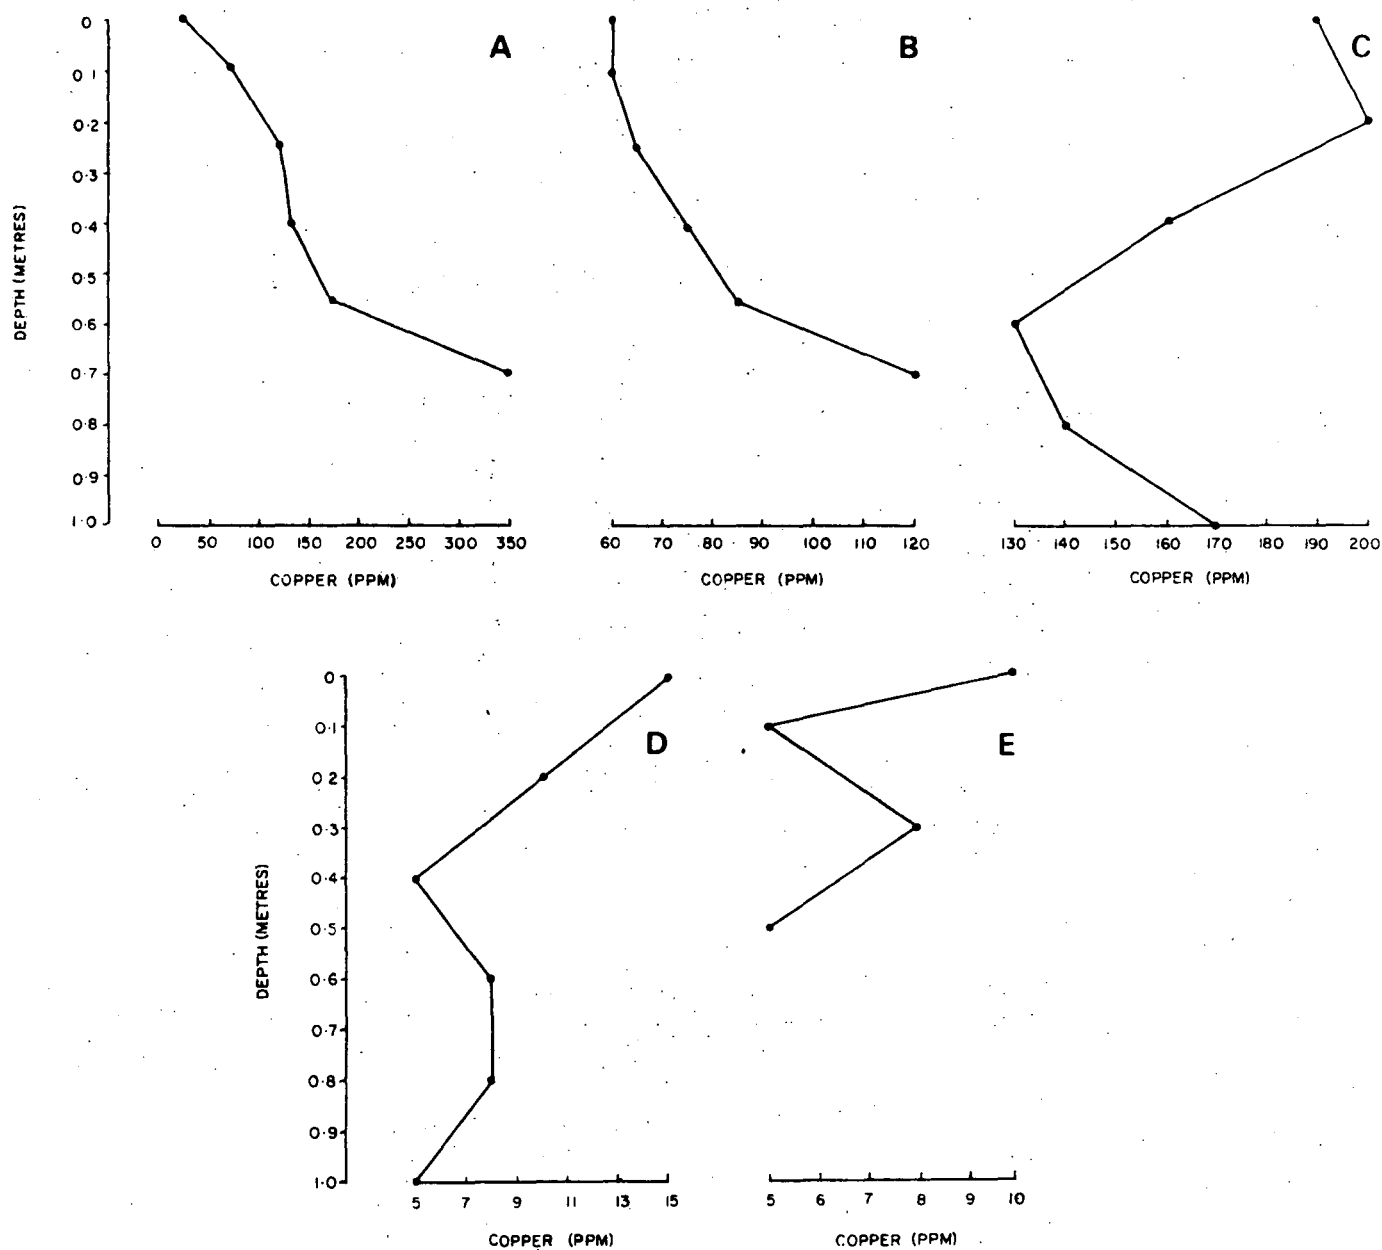 A
B
C
0
0.1
0.2
0.3
0.4
0.5
0.6
0.7
0.8
0.9
1.0
DEPTH (METRES)
0 50 100 150 200 250 300 350
60 70 80 90 100 110 120
130 140 150 160 170 180 190 200
COPPER (PPM)
COPPER (PPM)
COPPER (PPM)
D
E
0
0.1
0.2
0.3
0.4
0.5
0.6
0.7
0.8
0.9
1.0
DEPTH (METRES)
5 7 9 11 13 15
5 6 7 8 9 10
COPPER (PPM)
COPPER (PPM)